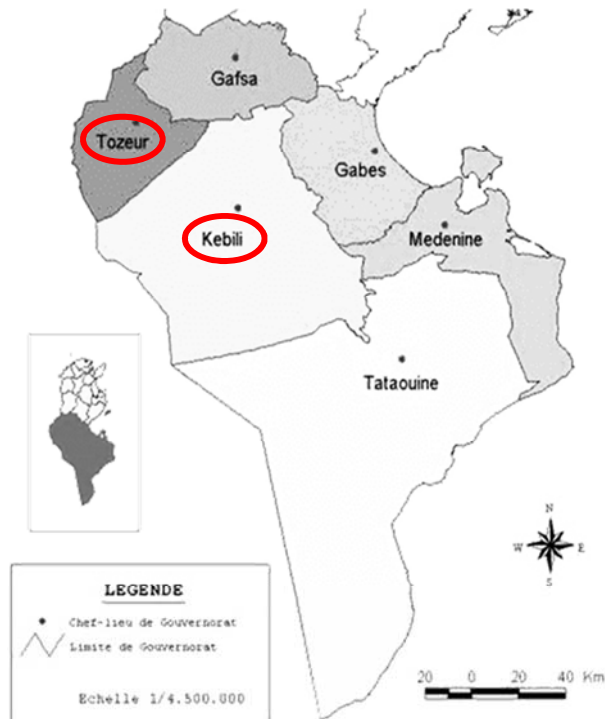 Gafsa
Tozeur
Gabes
Kebili
Medenine
Tataouine
N
W E
S
LEGENDE
Chef-lieu de Gouvernorat
Limite de Gouvernorat
Echelle 1/4.500.000
20 0 20 40 Km